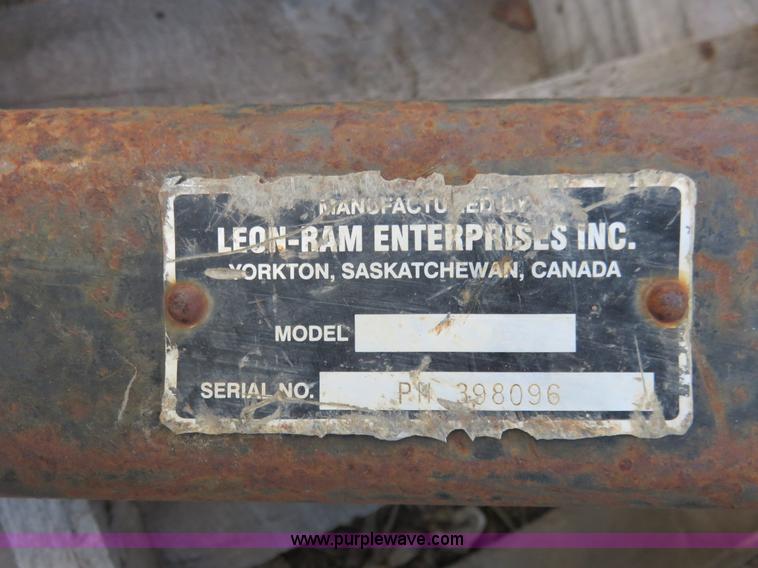 MANUFACTURED BY
LEON-RAM ENTERPRISES INC.
YORKTON, SASKATCHEWAN, CANADA
MODEL
SERIAL NO. PM 398096
www.purplewave.com